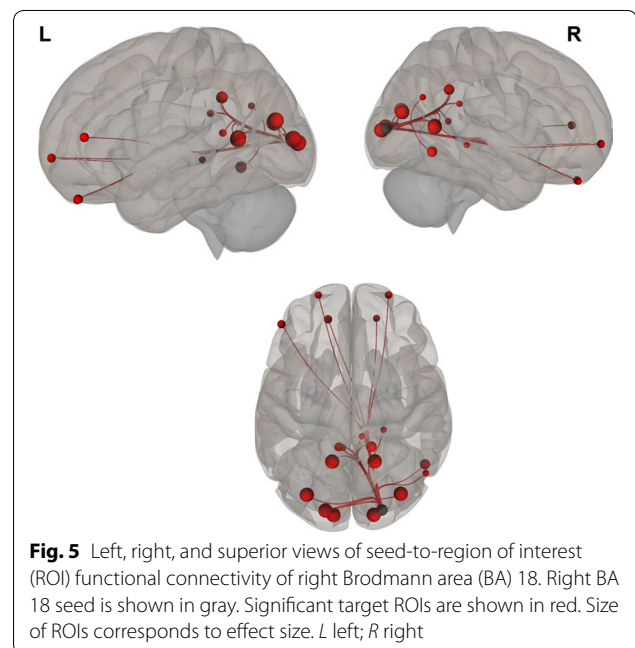 L
R
Fig. 5 Left, right, and superior views of seed-to-region of interest
(ROI) functional connectivity of right Brodmann area (BA) 18. Right BA
18 seed is shown in gray. Significant target ROIs are shown in red. Size
of ROIs corresponds to effect size. L left; R right